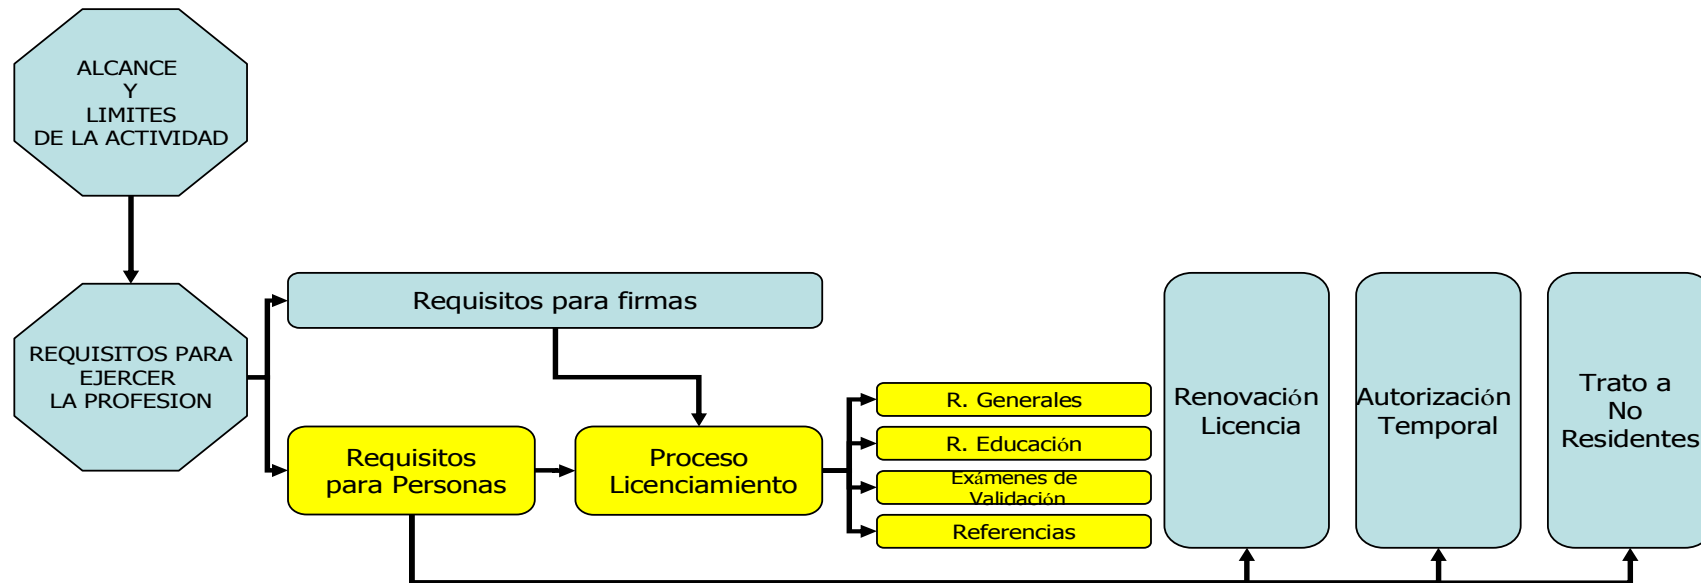 ALCANCE
Y
LIMITES
DE LA ACTIVIDAD
REQUISITOS PARA
EJERCER
LA PROFESION
Requisitos para firmas
Requisitos
para Personas
Proceso
Licenciamiento
R. Generales
R. Educación
Exámenes de
Validación
Referencias
Renovación
Licencia
Autorización
Temporal
Trato a
No
Residentes